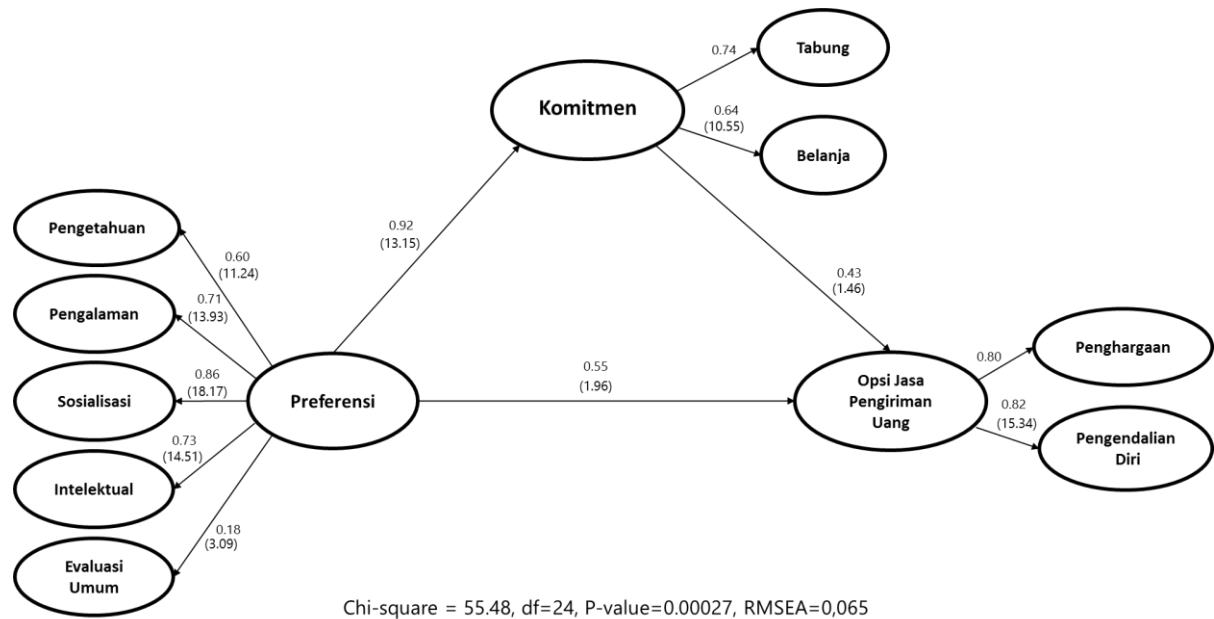 Tabung
0.74
Komitmen
0.64
(10.55)
Belanja
Pengetahuan
0.92
(13.15)
0.60
(11.24)
0.43
(1.46)
Pengalaman
0.71
(13.93)
Penghargaan
0.80
0.55
(1.96)
0.86
(18.17)
Sosialisasi
Preferensi
Opsi Jasa
Pengiriman
Uang
0.82
(15.34)
Pengendalian
Diri
0.73
(14.51)
Intelektual
0.18
(3.09)
Evaluasi
Umum
Chi-square = 55.48, df=24, P-value=0.00027, RMSEA=0,065